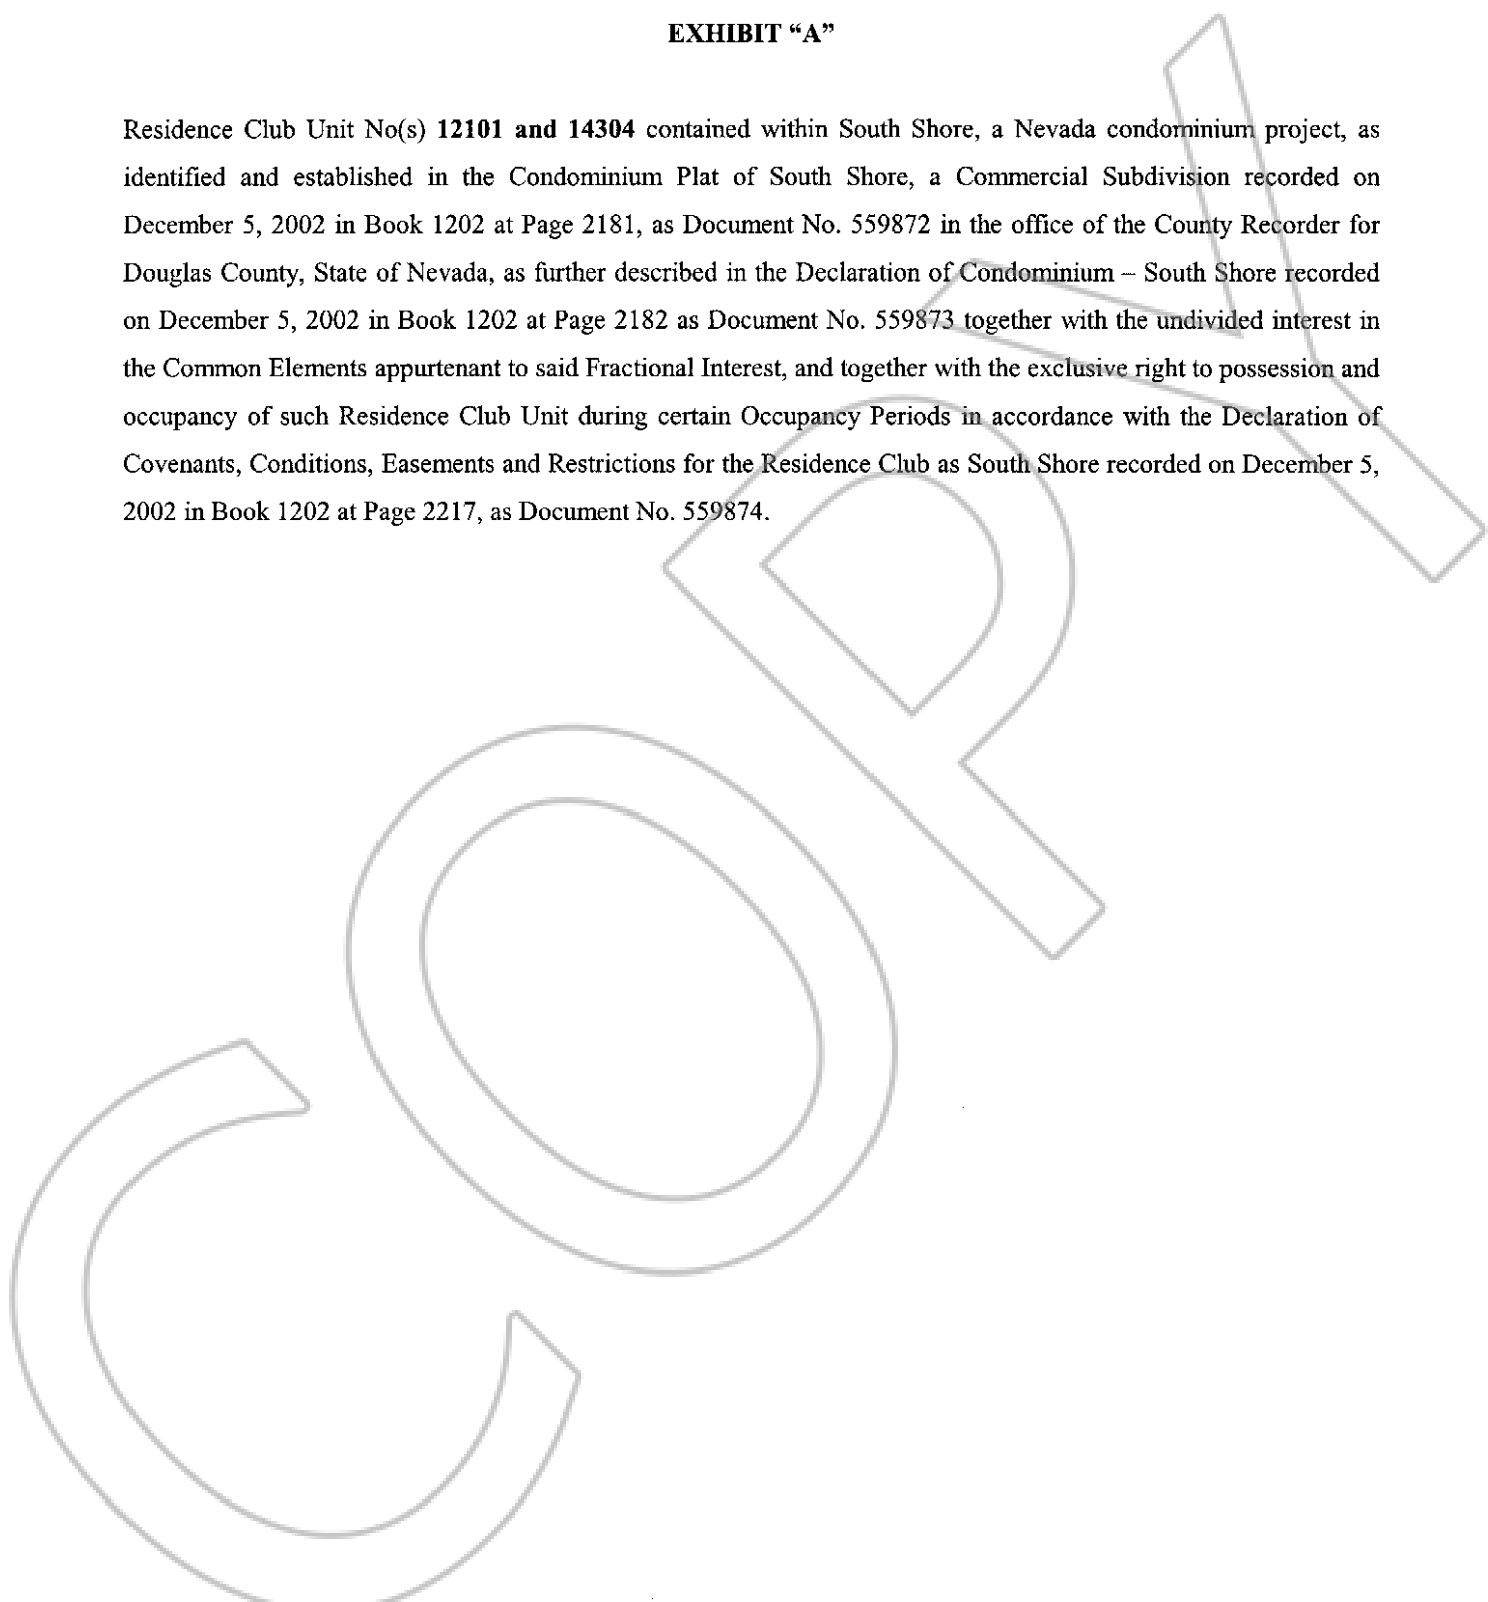 EXHIBIT “A”
Residence Club Unit No(s) 12101 and 14304 contained within South Shore, a Nevada condominium project, as
identified and established in the Condominium Plat of South Shore, a Commercial Subdivision recorded on
December 5, 2002 in Book 1202 at Page 2181, as Document No. 559872 in the office of the County Recorder for
Douglas County, State of Nevada, as further described in the Declaration of Condominium – South Shore recorded
on December 5, 2002 in Book 1202 at Page 2182 as Document No. 559873 together with the undivided interest in
the Common Elements appurtenant to said Fractional Interest, and together with the exclusive right to possession and
occupancy of such Residence Club Unit during certain Occupancy Periods in accordance with the Declaration of
Covenants, Conditions, Easements and Restrictions for the Residence Club as South Shore recorded on December 5,
2002 in Book 1202 at Page 2217, as Document No. 559874.
COPY